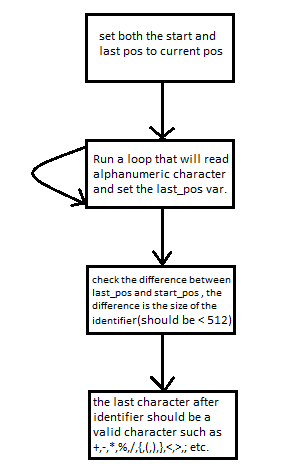 set both the start and
last pos to current pos
Run a loop that will read
alphanumeric character
and set the last_pos var.
check the difference between
last_pos and start_pos , the
difference is the size of the
identifier(should be < 512)
the last character after
identifier should be a
valid character such as
+,-,*,%,/,{,(,),},<,>,; etc.